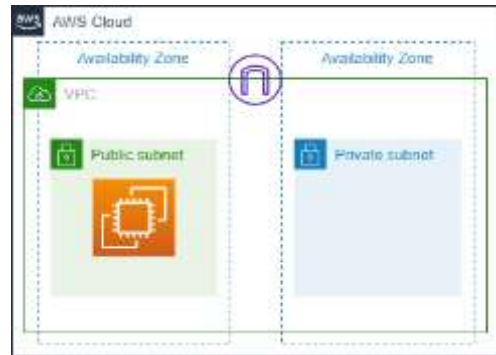 aws AWS Cloud
Availability Zone Availability Zone
VPC
Public subnet Private subnet